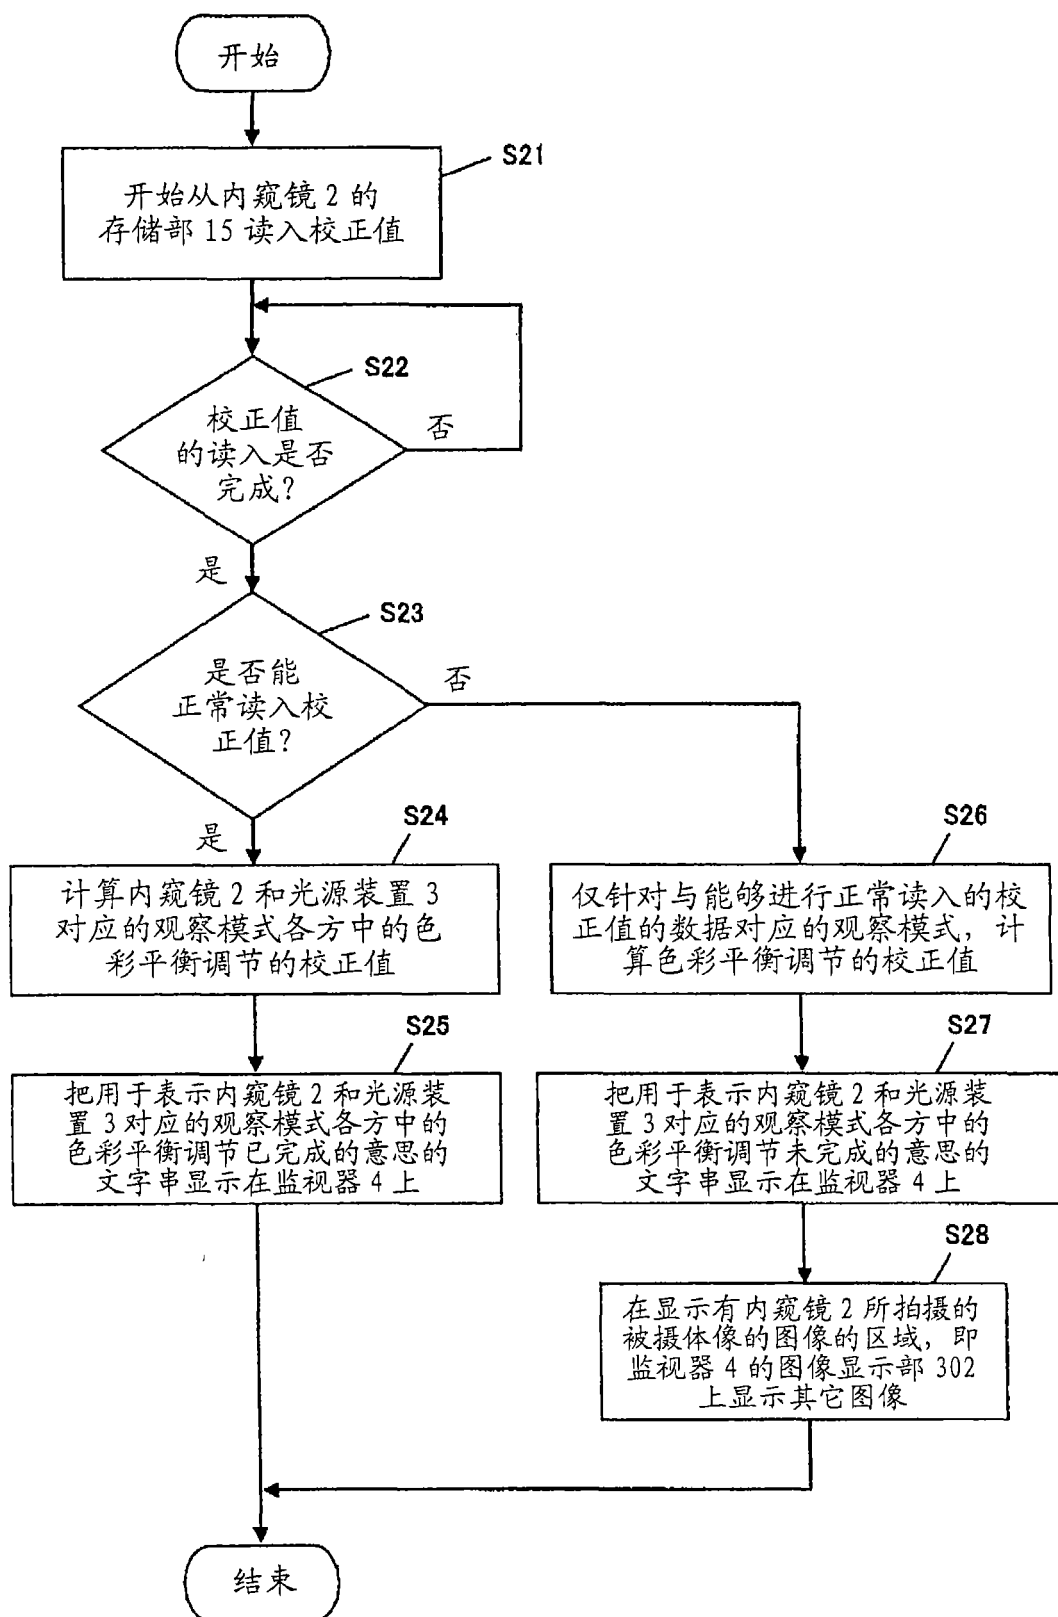 开始
S21
开始从内窥镜 2 的
存储部 15 读入校正值
S22
校正值
的读入是否
完成?
否
是
S23
是否能
正常读入校
正值?
否
是
S24
计算内窥镜 2 和光源装置 3
对应的观察模式各方中的色
彩平衡调节的校正值
S26
仅针对与能够进行正常读入的校
正值的数据对应的观察模式，计
算色彩平衡调节的校正值
S25
把用于表示内窥镜 2 和光源装
置 3 对应的观察模式各方中的
色彩平衡调节已完成的意思的
文字串显示在监视器 4 上
S27
把用于表示内窥镜 2 和光源装
置 3 对应的观察模式各方中的
色彩平衡调节未完成的意思的
文字串显示在监视器 4 上
S28
在显示有内窥镜 2 所拍摄的
被摄体像的图像的区域，即
监视器 4 的图像显示部 302
上显示其它图像
结束